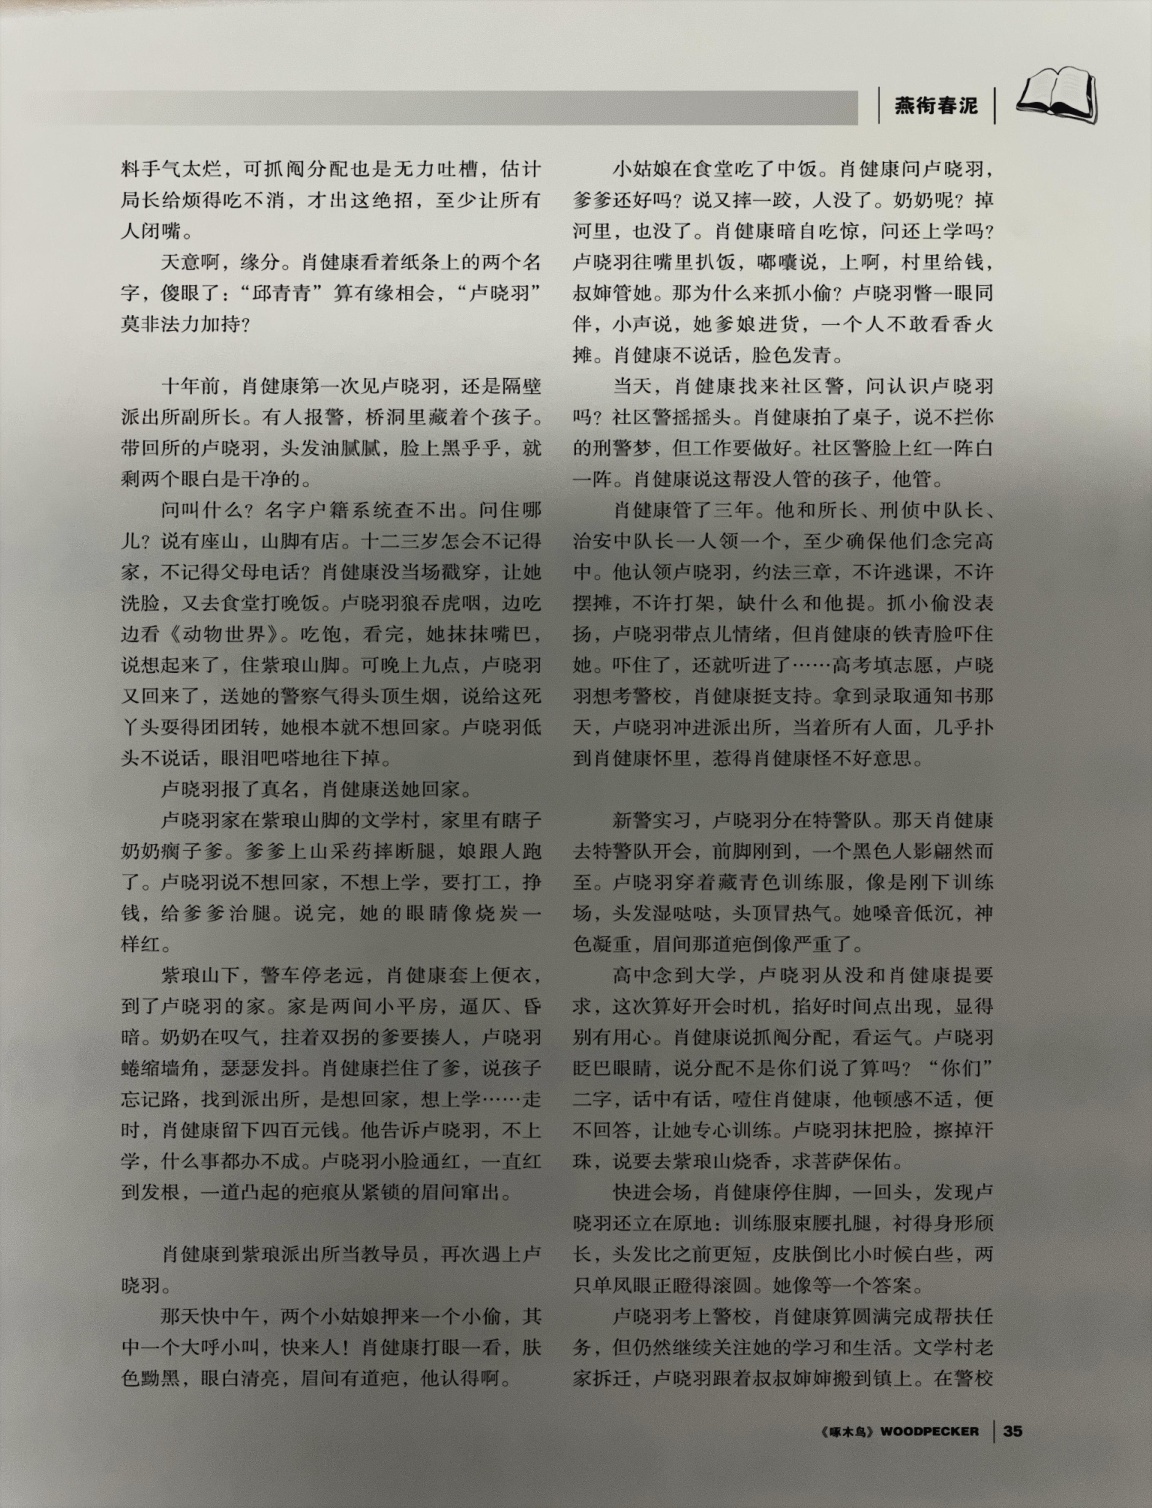 燕衔春泥
料手气太烂，可抓阄分配也是无力吐槽，估计
局长给烦得吃不消，才出这绝招，至少让所有
人闭嘴。
天意啊，缘分。肖健康看着纸条上的两个名
字，傻眼了：“邱青青”算有缘相会，“卢晓羽”
莫非法力加持？
十年前，肖健康第一次见卢晓羽，还是隔壁
派出所副所长。有人报警，桥洞里藏着个孩子。
带回所的卢晓羽，头发油腻腻，脸上黑乎乎，就
剩两个眼白是干净的。
问叫什么？名字户籍系统查不出。问住哪
儿？说有座山，山脚有店。十二三岁怎会不记得
家，不记得父母电话？肖健康没当场戳穿，让她
洗脸，又去食堂打晚饭。卢晓羽狼吞虎咽，边吃
边看《动物世界》。吃饱，看完，她抹抹嘴巴，
说想起来了，住紫琅山脚。可晚上九点，卢晓羽
又回来了，送她的警察气得头顶生烟，说给这死
丫头耍得团团转，她根本就不想回家。卢晓羽低
头不说话，眼泪吧嗒地往下掉。
卢晓羽报了真名，肖健康送她回家。
卢晓羽家在紫琅山脚的文学村，家里有瞎子
奶奶瘸子爹。爹爹上山采药摔断腿，娘跟人跑
了。卢晓羽说不想回家，不想上学，要打工，挣
钱，给爹爹治腿。说完，她的眼睛像烧炭一
样红。
紫琅山下，警车停老远，肖健康套上便衣，
到了卢晓羽的家。家是两间小平房，逼仄、昏
暗。奶奶在叹气，拄着双拐的爹要揍人，卢晓羽
蜷缩墙角，瑟瑟发抖。肖健康拦住了爹，说孩子
忘记路，找到派出所，是想回家，想上学……走
时，肖健康留下四百元钱。他告诉卢晓羽，不上
学，什么事都办不成。卢晓羽小脸通红，一直红
到发根，一道凸起的疤痕从紧锁的眉间窜出。
肖健康到紫琅派出所当教导员，再次遇上卢
晓羽。
那天快中午，两个小姑娘押来一个小偷，其
中一个大呼小叫，快来人！肖健康打眼一看，肤
色黝黑，眼白清亮，眉间有道疤，他认得啊。
小姑娘在食堂吃了中饭。肖健康问卢晓羽，
爹爹还好吗？说又摔一跤，人没了。奶奶呢？掉
河里，也没了。肖健康暗自吃惊，问还上学吗？
卢晓羽往嘴里扒饭，嘟囔说，上啊，村里给钱，
叔婶管她。那为什么来抓小偷？卢晓羽瞥一眼同
伴，小声说，她爹娘进货，一个人不敢看香火
摊。肖健康不说话，脸色发青。
当天，肖健康找来社区警，问认识卢晓羽
吗？社区警摇摇头。肖健康拍了桌子，说不拦你
的刑警梦，但工作要做好。社区警脸上红一阵白
一阵。肖健康说这帮没人管的孩子，他管。
肖健康管了三年。他和所长、刑侦中队长、
治安中队长一人领一个，至少确保他们念完高
中。他认领卢晓羽，约法三章，不许逃课，不许
摆摊，不许打架，缺什么和他提。抓小偷没表
扬，卢晓羽带点儿情绪，但肖健康的铁青脸吓住
她。吓住了，还就听进了……高考填志愿，卢晓
羽想考警校，肖健康挺支持。拿到录取通知书那
天，卢晓羽冲进派出所，当着所有人面，几乎扑
到肖健康怀里，惹得肖健康怪不好意思。
新警实习，卢晓羽分在特警队。那天肖健康
去特警队开会，前脚刚到，一个黑色人影翩然而
至。卢晓羽穿着藏青色训练服，像是刚下训练
场，头发湿哒哒，头顶冒热气。她嗓音低沉，神
色凝重，眉间那道疤倒像严重了。
高中念到大学，卢晓羽从没和肖健康提要
求，这次算好开会时机，掐好时间点出现，显得
别有用心。肖健康说抓阄分配，看运气。卢晓羽
眨巴眼睛，说分配不是你们说了算吗？“你们”
二字，话中有话，噎住肖健康，他顿感不适，便
不回答，让她专心训练。卢晓羽抹把脸，擦掉汗
珠，说要去紫琅山烧香，求菩萨保佑。
快进会场，肖健康停住脚，一回头，发现卢
晓羽还立在原地：训练服束腰扎腿，衬得身形颀
长，头发比之前更短，皮肤倒比小时候白些，两
只单凤眼正瞪得滚圆。她像等一个答案。
卢晓羽考上警校，肖健康算圆满完成帮扶任
务，但仍然继续关注她的学习和生活。文学村老
家拆迁，卢晓羽跟着叔叔婶婶搬到镇上。在警校
《啄木鸟》WOODPECKER 35